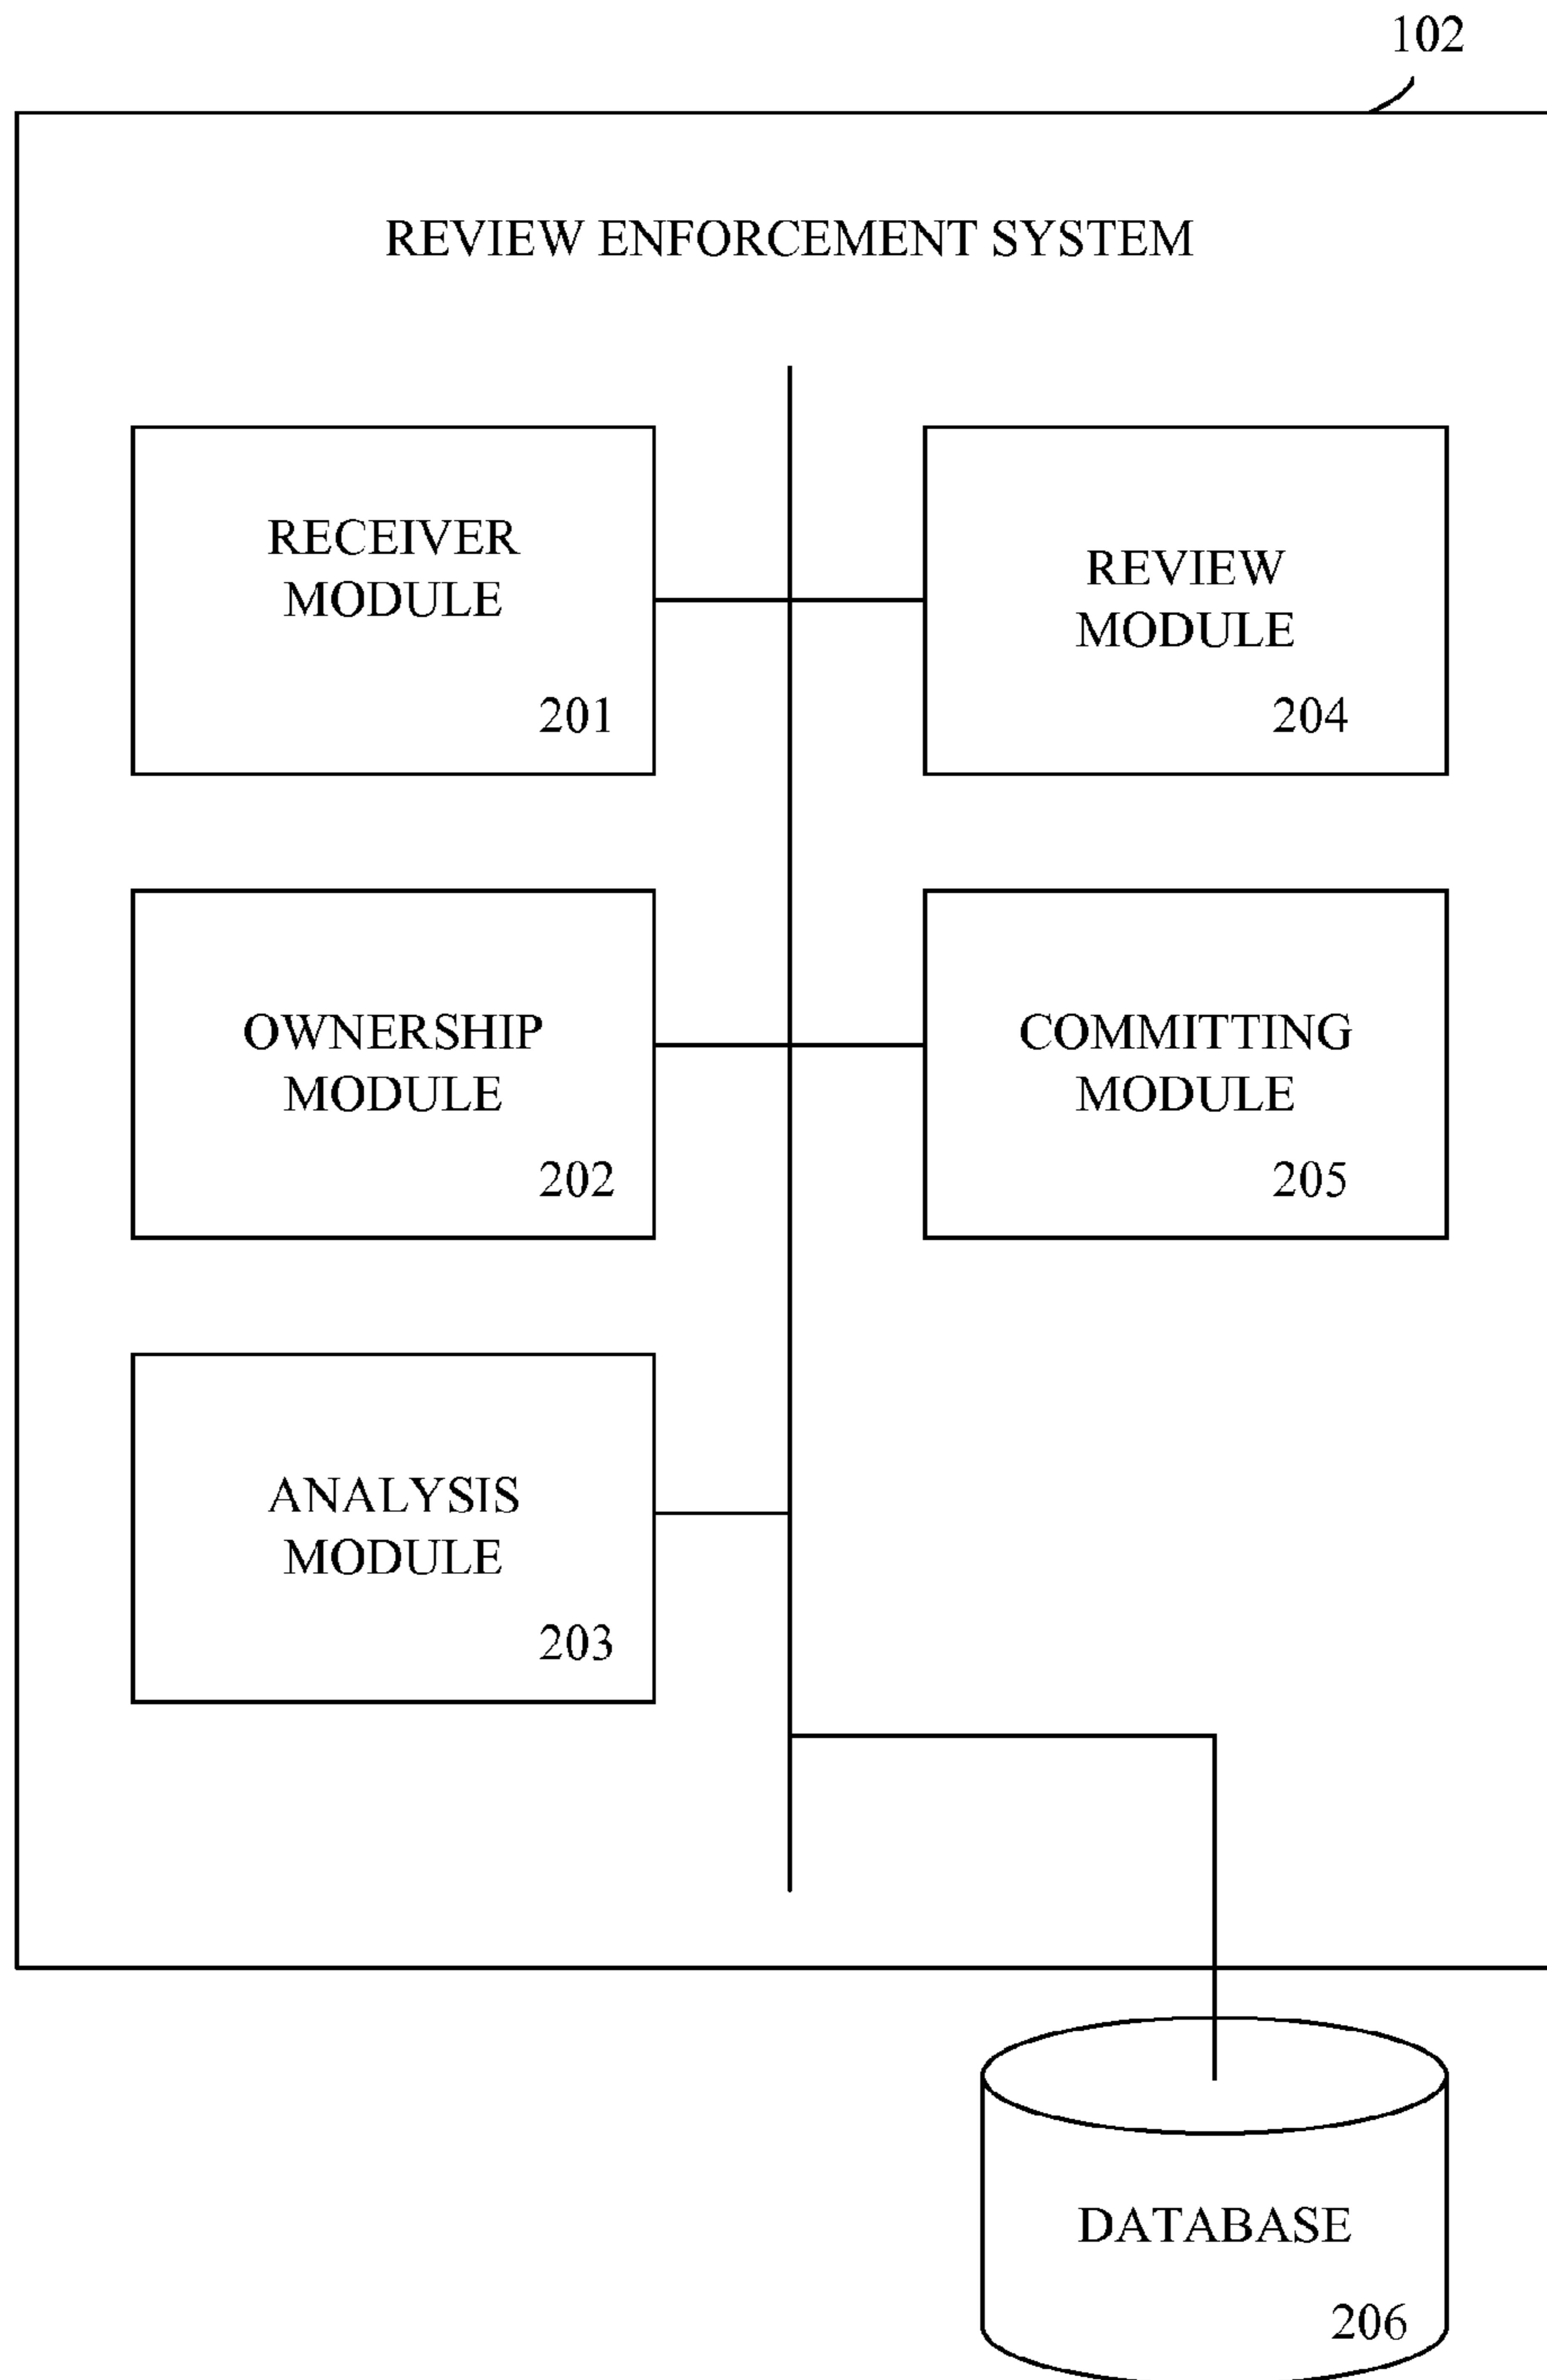 102
REVIEW ENFORCEMENT SYSTEM
RECEIVER
MODULE
201
REVIEW
MODULE
204
OWNERSHIP
MODULE
202
COMMITTING
MODULE
205
ANALYSIS
MODULE
203
DATABASE
206